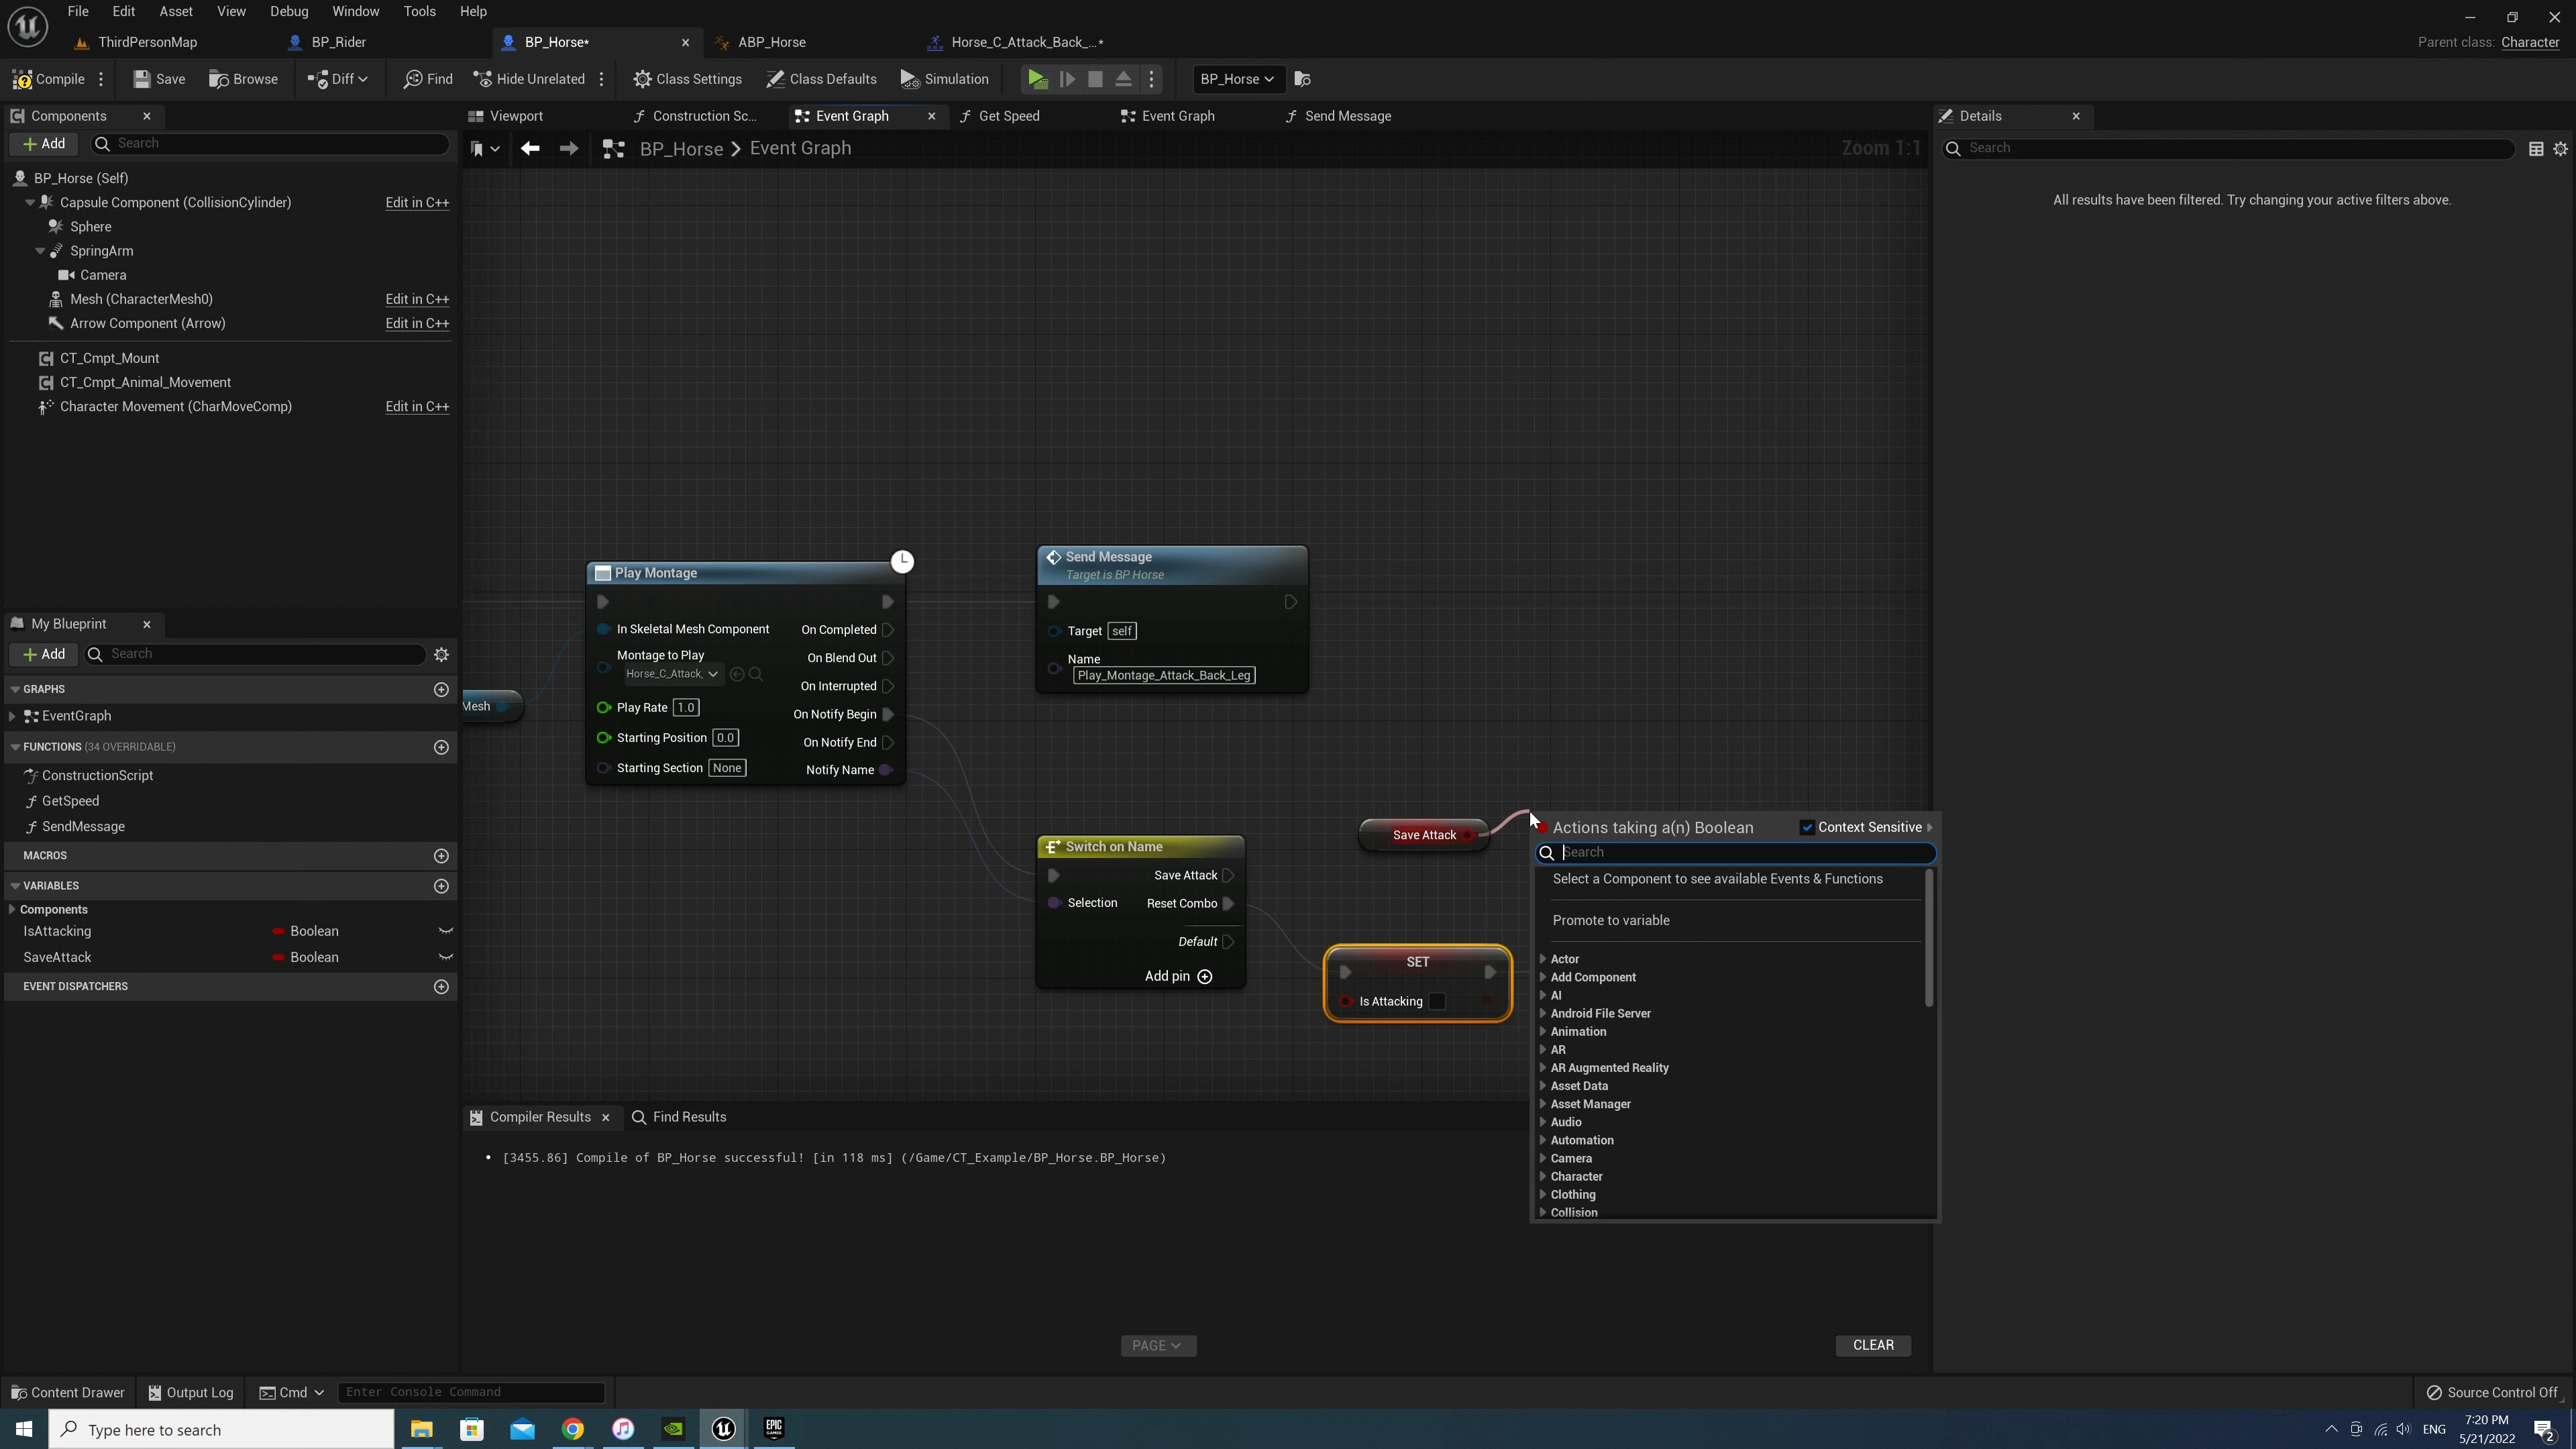 File Edit Asset View Debug Window Tools Help
ThirdPersonMap BP_Rider BP_Horse* ABP_Horse Horse_C_Attack_Back_...*
Parent class: Character
Compile Save Browse Diff Find Hide Unrelated Class Settings Class Defaults Simulation BP_Horse
Components
Add Search
BP_Horse (Self)
Capsule Component (CollisionCylinder) Edit in C++
Sphere
SpringArm
Camera
Mesh (CharacterMesh0) Edit in C++
Arrow Component (Arrow) Edit in C++
CT_Cmpt_Mount
CT_Cmpt_Animal_Movement
Character Movement (CharMoveComp) Edit in C++
My Blueprint
Add Search
GRAPHS
EventGraph
FUNCTIONS (34 OVERRIDABLE)
ConstructionScript
GetSpeed
SendMessage
MACROS
VARIABLES
Components
IsAttacking Boolean
SaveAttack Boolean
EVENT DISPATCHERS
Viewport Construction Sc... Event Graph Get Speed Event Graph Send Message
BP_Horse > Event Graph
Zoom 1:1
Mesh
Play Montage
In Skeletal Mesh Component
Montage to Play
Horse_C_Attack_
Play Rate 1.0
Starting Position 0.0
Starting Section None
On Completed
On Blend Out
On Interrupted
On Notify Begin
On Notify End
Notify Name
Send Message
Target is BP Horse
Target self
Name
Play_Montage_Attack_Back_Leg
Switch on Name
Save Attack
Selection Reset Combo
Default
Add pin
Save Attack
SET
Is Attacking
Actions taking a(n) Boolean Context Sensitive
Search
Select a Component to see available Events & Functions
Promote to variable
Actor
Add Component
AI
Android File Server
Animation
AR
AR Augmented Reality
Asset Data
Asset Manager
Audio
Automation
Camera
Character
Clothing
Collision
Details
Search
All results have been filtered. Try changing your active filters above.
Compiler Results Find Results
[3455.86] Compile of BP_Horse successful! [in 118 ms] (/Game/CT_Example/BP_Horse.BP_Horse)
PAGE
CLEAR
Content Drawer Output Log Cmd Enter Console Command
Source Control Off
Type here to search
EPIC GAMES
ENG
7:20 PM
5/21/2022
2